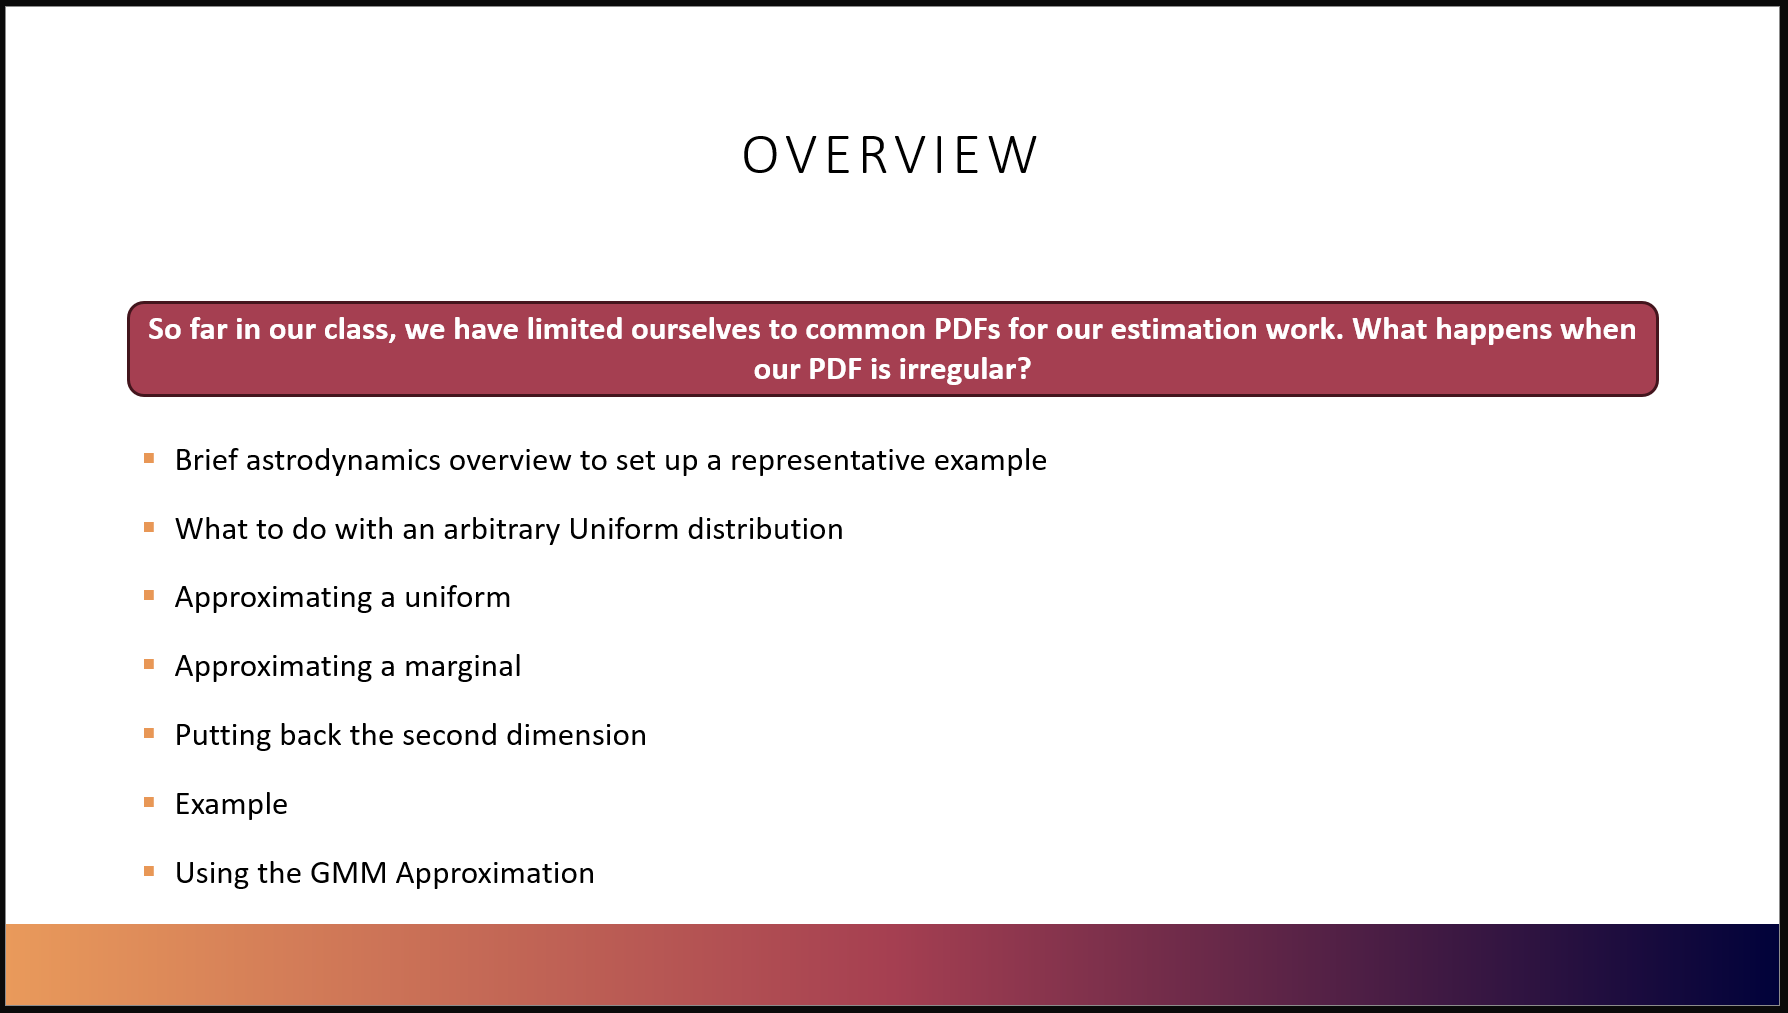 OVERVIEW
So far in our class, we have limited ourselves to common PDFs for our estimation work. What happens when
our PDF is irregular?
Brief astrodynamics overview to set up a representative example
What to do with an arbitrary Uniform distribution
Approximating a uniform
Approximating a marginal
Putting back the second dimension
Example
Using the GMM Approximation